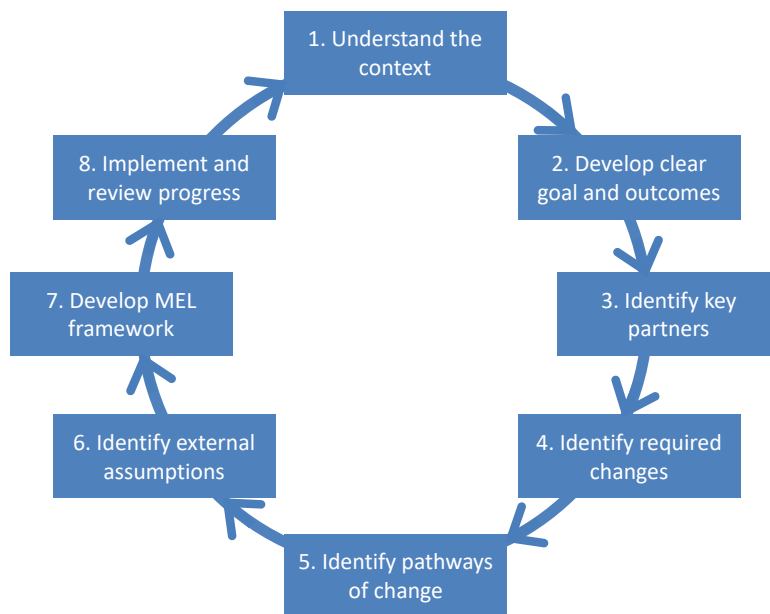 1. Understand the
context
2. Develop clear
goal and outcomes
3. Identify key
partners
4. Identify required
changes
5. Identify pathways
of change
6. Identify external
assumptions
7. Develop MEL
framework
8. Implement and
review progress